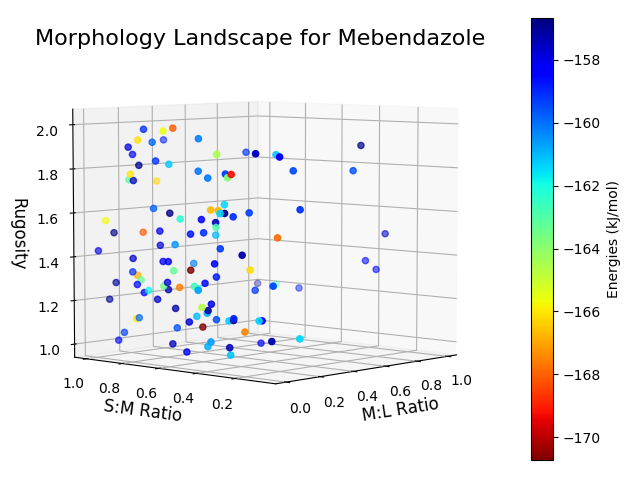 Morphology Landscape for Mebendazole
2.0
1.8
1.6
1.4
1.2
1.0
Rugosity
1.0 0.8 0.6 0.4 0.2
S:M Ratio
0.0 0.2 0.4 0.6 0.8 1.0
M:L Ratio
−158
−160
−162
−164
−166
−168
−170
Energies (kJ/mol)